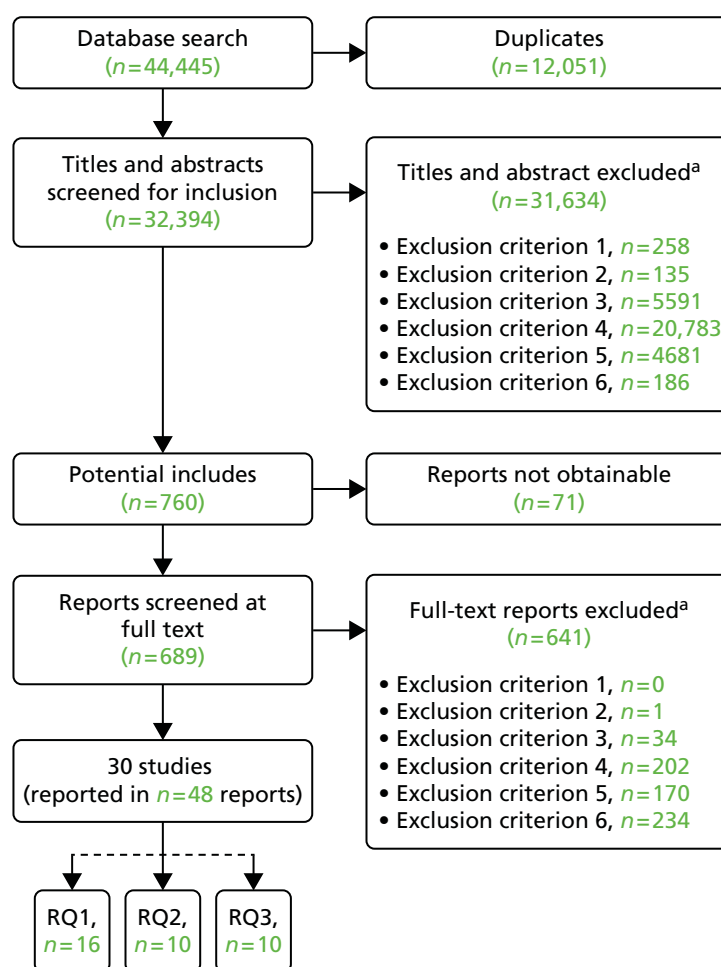 Database search
(n=44,445)
Duplicates
(n=12,051)
Titles and abstracts
screened for inclusion
(n=32,394)
Titles and abstract excludedª
(n=31,634)
• Exclusion criterion 1, n=258
• Exclusion criterion 2, n=135
• Exclusion criterion 3, n=5591
• Exclusion criterion 4, n=20,783
• Exclusion criterion 5, n=4681
• Exclusion criterion 6, n=186
Potential includes
(n=760)
Reports not obtainable
(n=71)
Reports screened at
full text
(n=689)
Full-text reports excludedª
(n=641)
• Exclusion criterion 1, n=0
• Exclusion criterion 2, n=1
• Exclusion criterion 3, n=34
• Exclusion criterion 4, n=202
• Exclusion criterion 5, n=170
• Exclusion criterion 6, n=234
30 studies
(reported in n=48 reports)
RQ1,
n=16
RQ2,
n=10
RQ3,
n=10